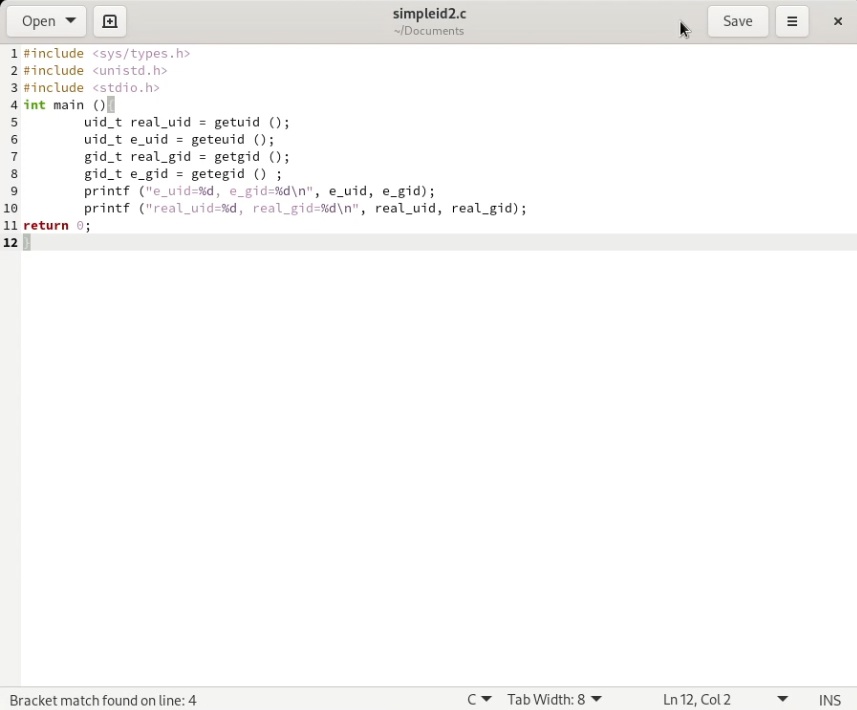 Open
simpleid2.c
~/Documents
Save
1 #include <sys/types.h>
2 #include <unistd.h>
3 #include <stdio.h>
4 int main (){
5 uid_t real_uid = getuid ();
6 uid_t e_uid = geteuid ();
7 gid_t real_gid = getgid ();
8 gid_t e_gid = getegid () ;
9 printf ("e_uid=%d, e_gid=%d\n", e_uid, e_gid);
10 printf ("real_uid=%d, real_gid=%d\n", real_uid, real_gid);
11 return 0;
12 }
Bracket match found on line: 4
C
Tab Width: 8
Ln 12, Col 2
INS